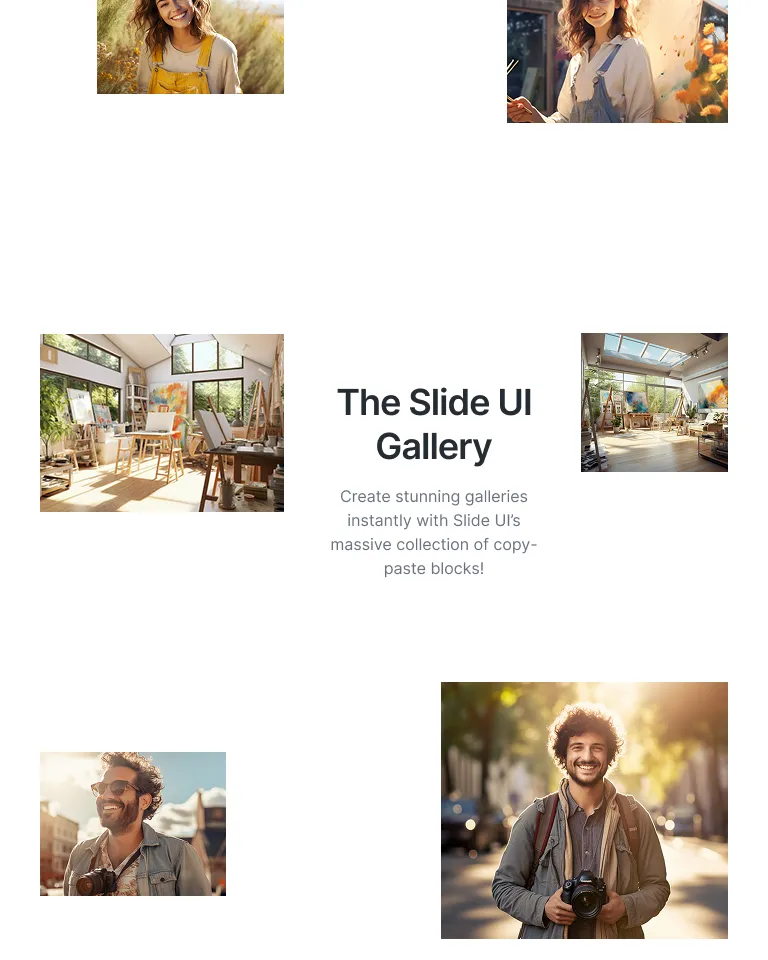 The Slide UI
Gallery
Create stunning galleries
instantly with Slide UI’s
massive collection of copy-
paste blocks!